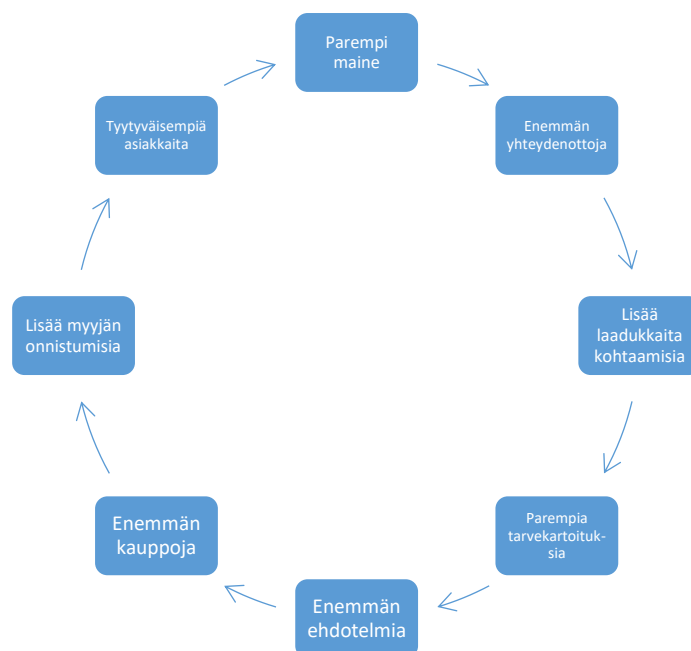 Parempi
maine
Enemmän
yhteydenottoja
Lisää
laadukkaita
kohtaamisia
Parempia
tarvekartoituk-
sia
Enemmän
ehdotelmia
Enemmän
kauppoja
Lisää myyjän
onnistumisia
Tyytyväisempiä
asiakkaita